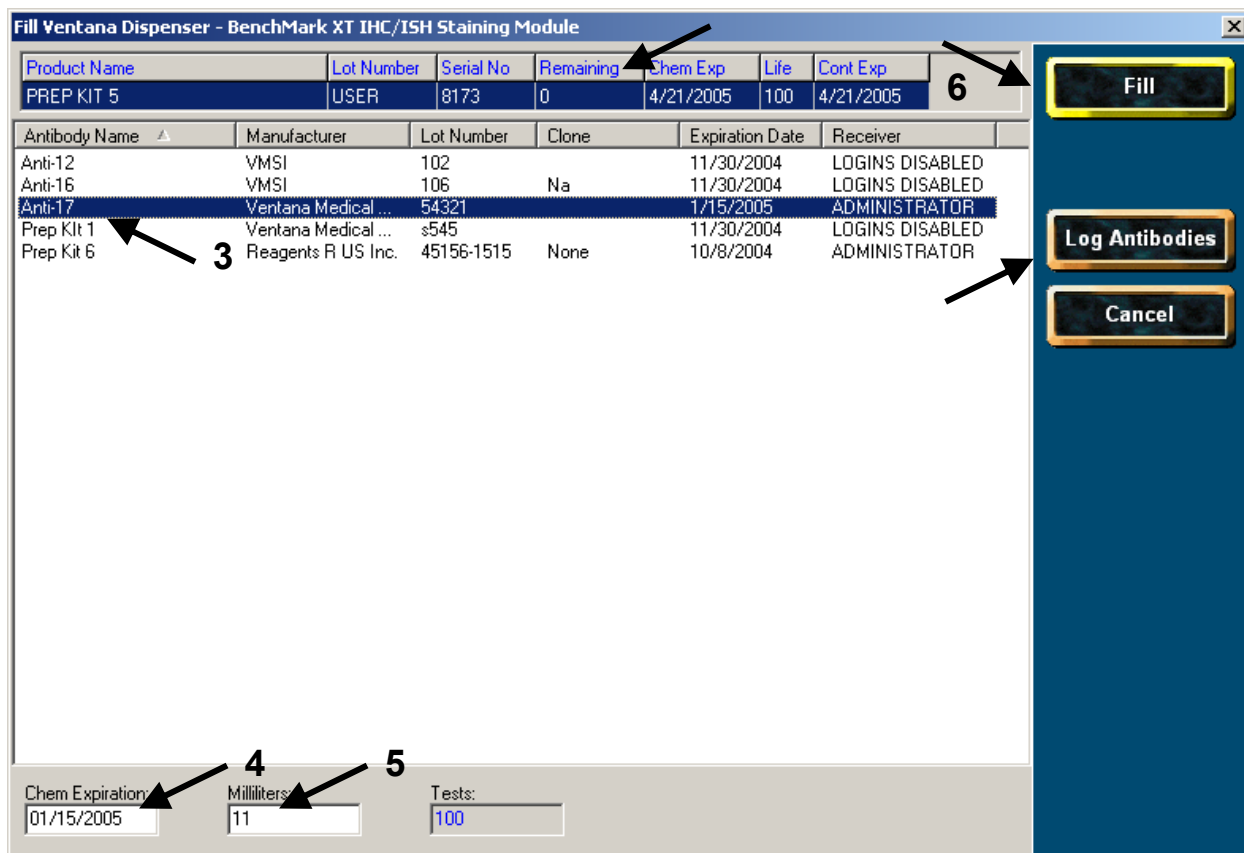 Fill Ventana Dispenser - BenchMark XT IHC/ISH Staining Module
Product Name Lot Number Serial No Remaining Chem Exp Life Cont Exp
PREP KIT 5 USER 8173 0 4/21/2005 100 4/21/2005
6
Fill
Antibody Name Manufacturer Lot Number Clone Expiration Date Receiver
Anti-12 VMSI 102 11/30/2004 LOGINS DISABLED
Anti-16 VMSI 106 Na 11/30/2004 LOGINS DISABLED
Anti-17 Ventana Medical ... 54321 1/15/2005 ADMINISTRATOR
Prep KIt 1 Ventana Medical ... s545 11/30/2004 LOGINS DISABLED
Prep Kit 6 Reagents R US Inc. 45156-1515 None 10/8/2004 ADMINISTRATOR
3
Log Antibodies
Cancel
4 5
Chem Expiration: Milliliters: Tests:
01/15/2005 11 100